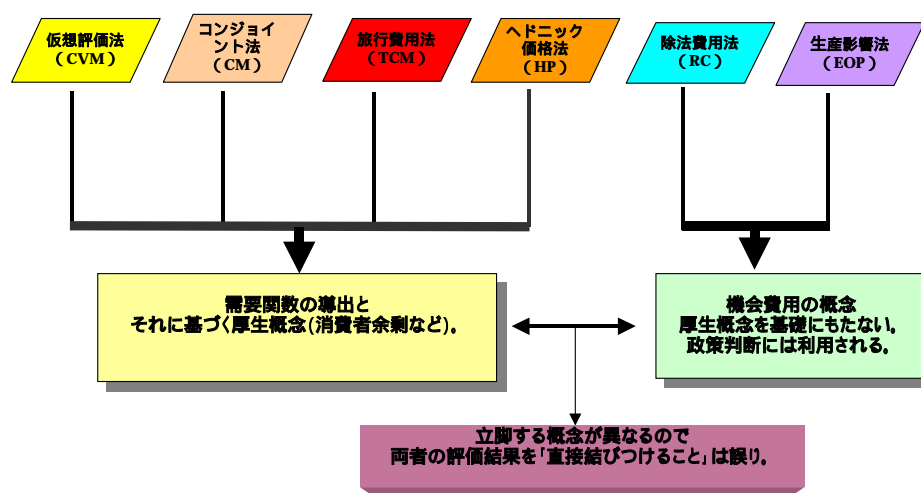 仮想評価法
（CVM）
コンジョイ
ント法
（CM）
旅行費用法
（TCM）
ヘドニック
価格法
（HP）
除法費用法
（RC）
生産影響法
（EOP）
需要関数の導出と
それに基づく厚生概念(消費者余剰など)。
機会費用の概念
厚生概念を基礎にもたない。
政策判断には利用される。
立脚する概念が異なるので
両者の評価結果を「直接結びつけること」は誤り。